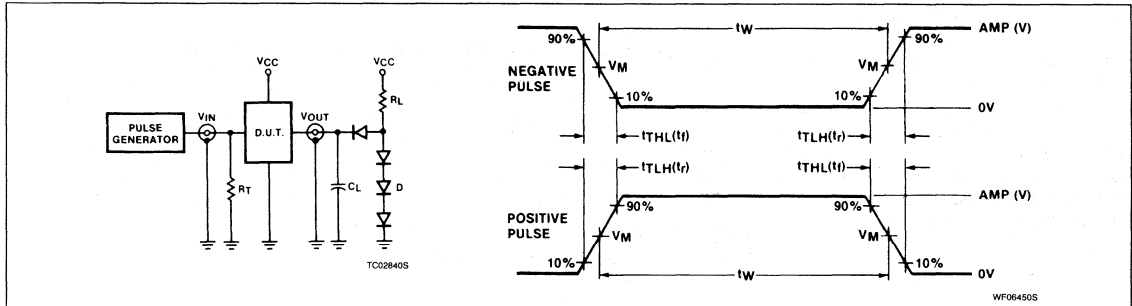 VCC
VCC
RL
PULSE
GENERATOR
VIN
D.U.T.
VOUT
RT
CL
D
TC02840S
tW
AMP (V)
90%
90%
NEGATIVE
PULSE
VM
VM
10%
10%
0V
tTHL(tf)
tTLH(tr)
tTLH(tr)
tTHL(tf)
AMP (V)
90%
90%
POSITIVE
PULSE
VM
VM
10%
10%
tW
0V
WF06450S